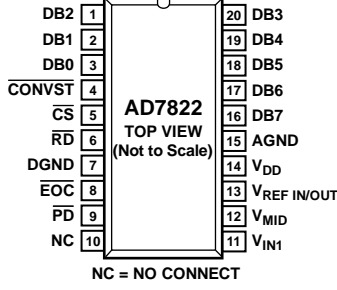 DB2 1 20 DB3
DB1 2 19 DB4
DB0 3 18 DB5
CONVST 4 17 DB6
CS 5 AD7822 16 DB7
RD 6 TOP VIEW 15 AGND
DGND 7 (Not to Scale) 14 VDD
EOC 8 13 VREF IN/OUT
PD 9 12 VMID
NC 10 11 VIN1
NC = NO CONNECT